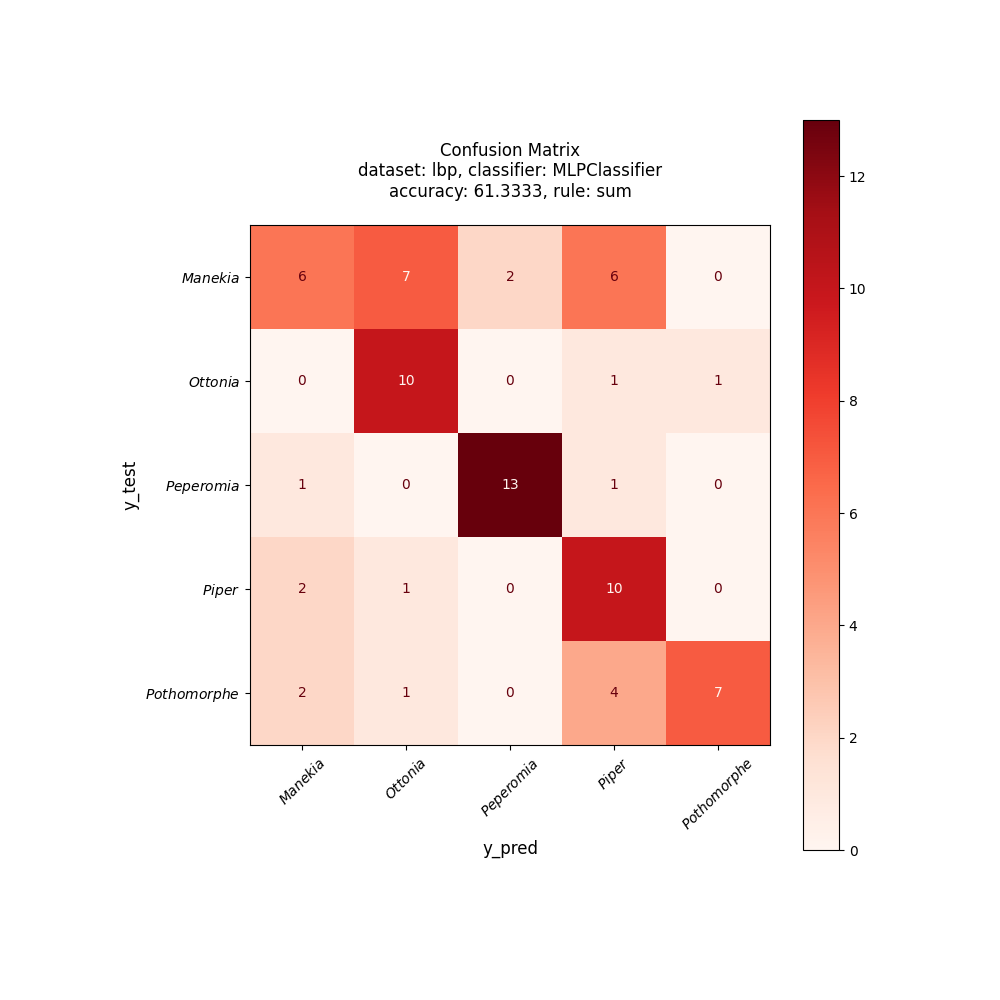 Confusion Matrix
dataset: lbp, classifier: MLPClassifier
accuracy: 61.3333, rule: sum
Manekia 6 7 2 6 0
Ottonia 0 10 0 1 1
Peperomia 1 0 13 1 0
Piper 2 1 0 10 0
Pothomorphe 2 1 0 4 7
y_test
Manekia Ottonia Peperomia Piper Pothomorphe
y_pred
12
10
8
6
4
2
0